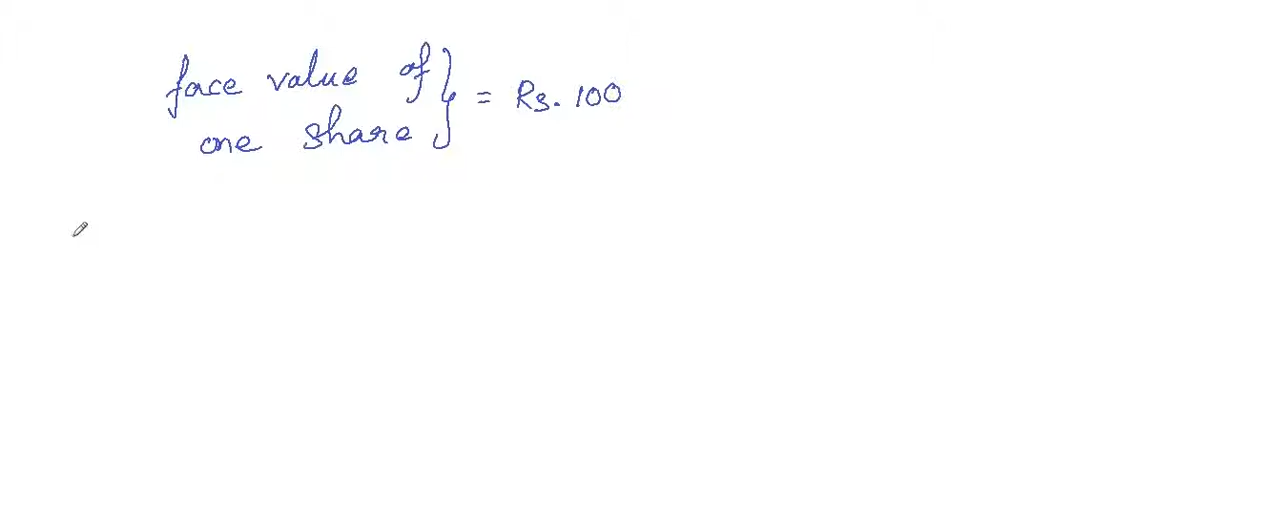 face value of } = Rs. 100
one share